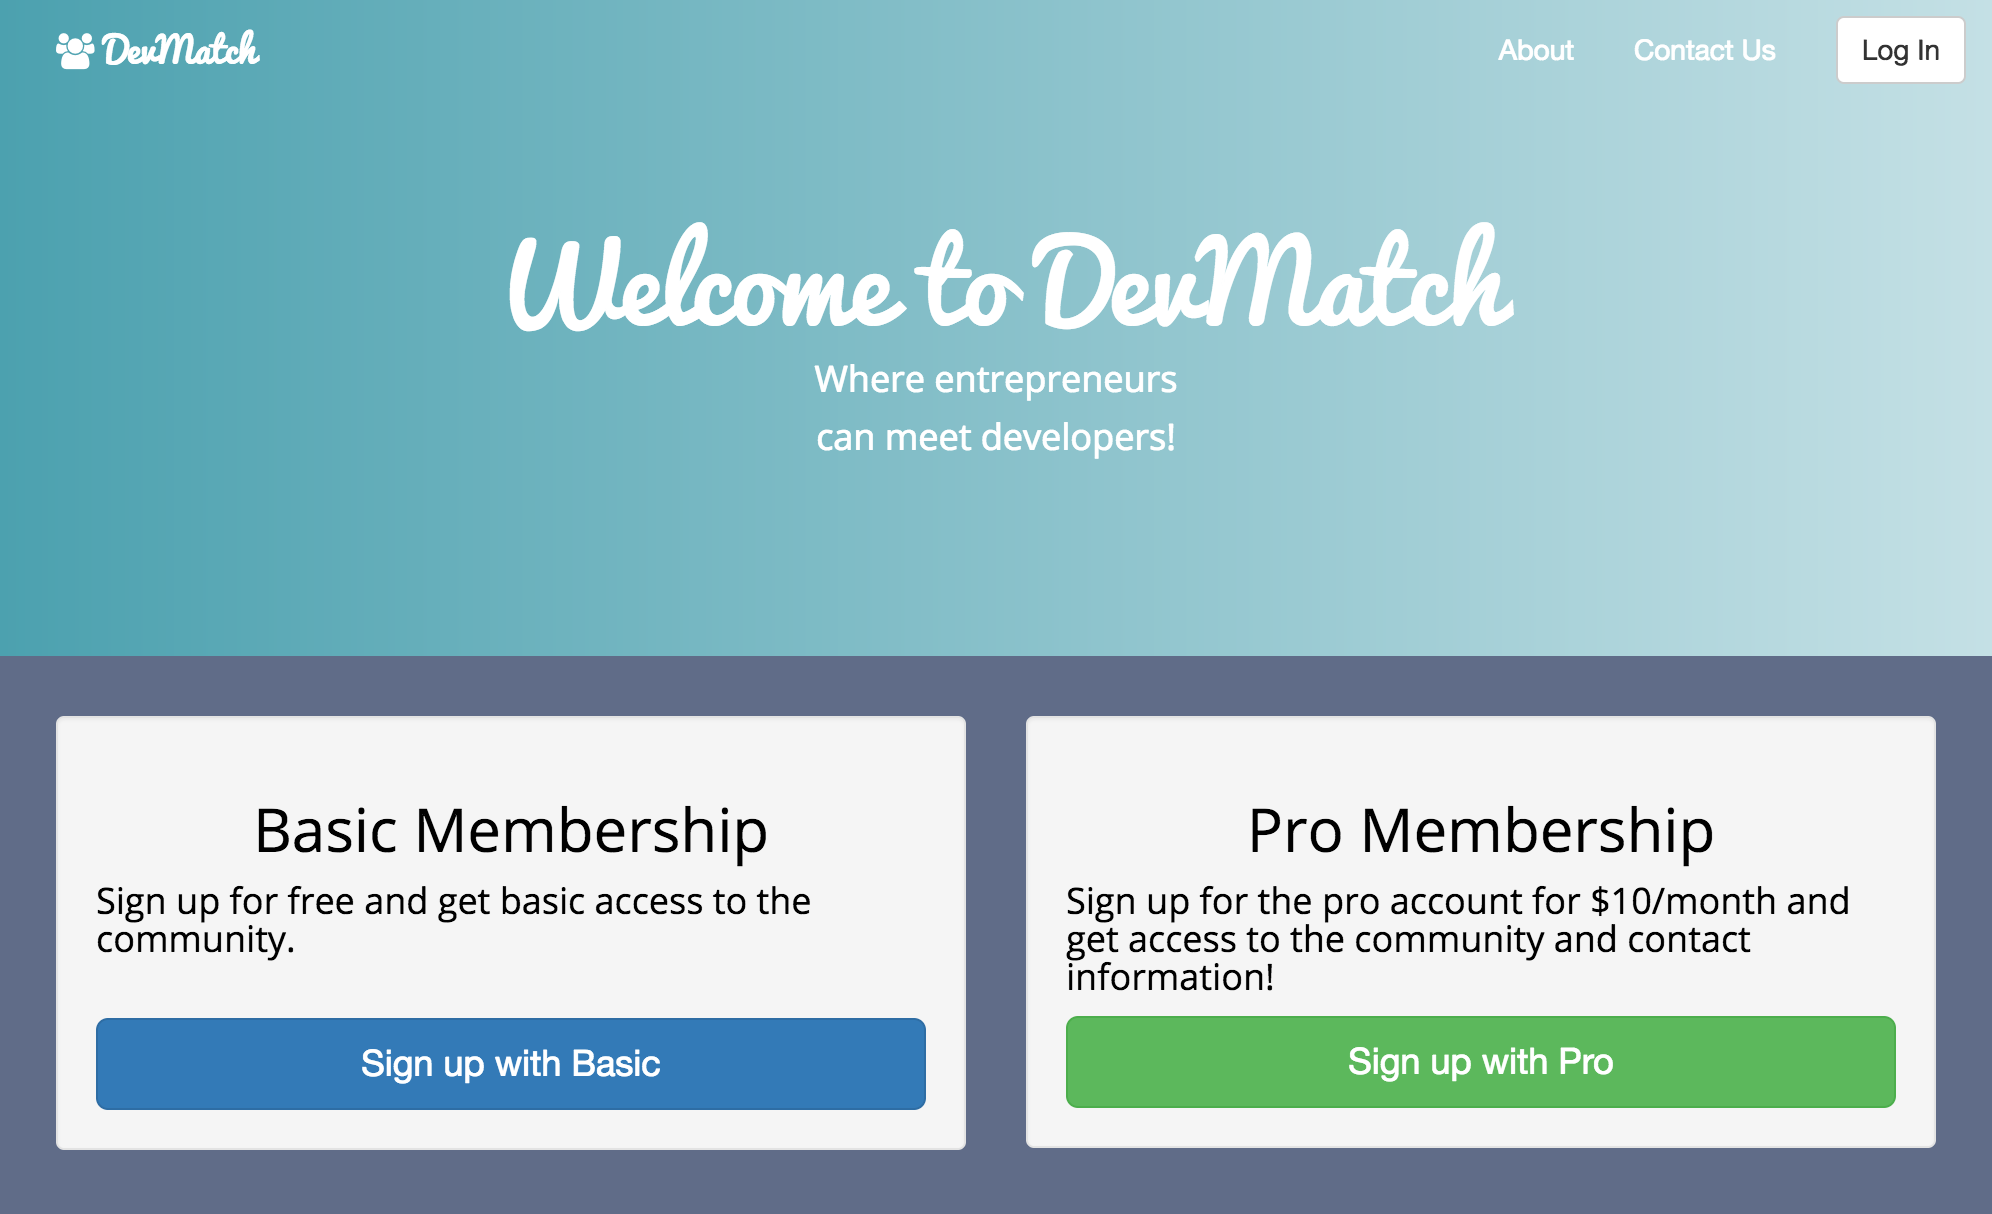 DevMatch
About
Contact Us
Log In
Welcome to DevMatch
Where entrepreneurs
can meet developers!
Basic Membership
Sign up for free and get basic access to the
community.
Sign up with Basic
Pro Membership
Sign up for the pro account for $10/month and
get access to the community and contact
information!
Sign up with Pro